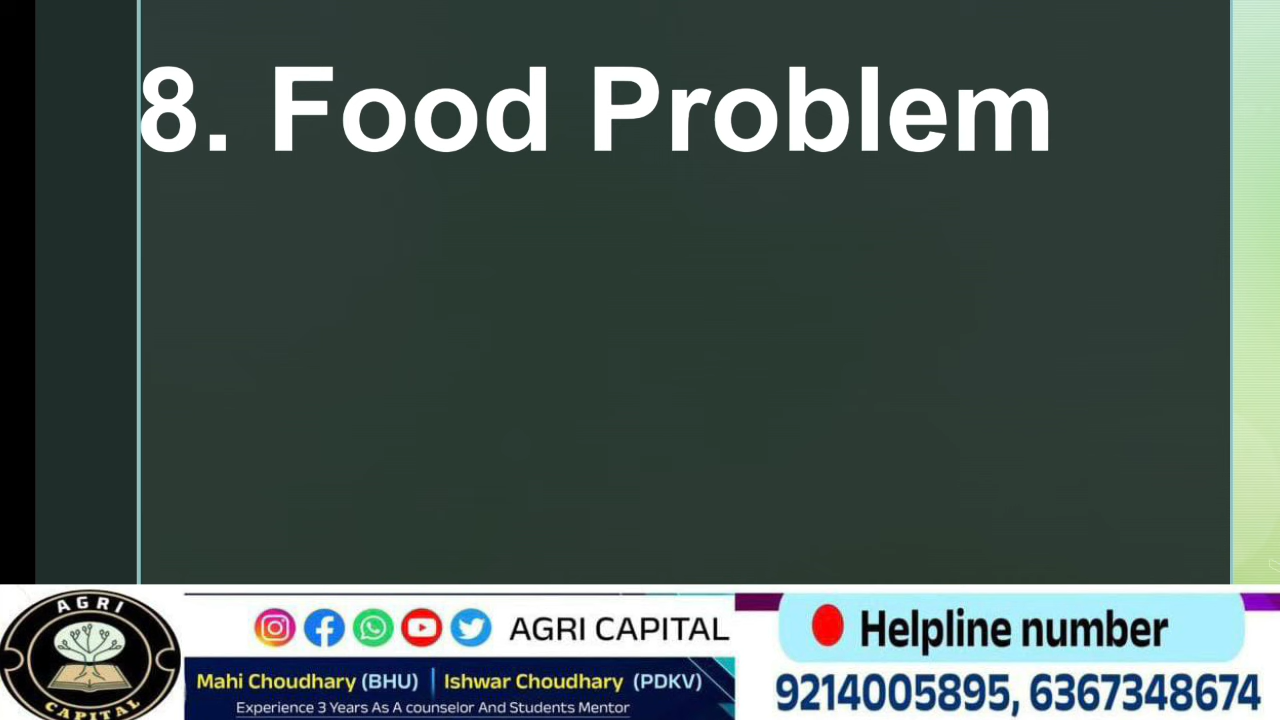 8. Food Problem
AGRI
CAPITAL
AGRI CAPITAL
Mahi Choudhary (BHU) | Ishwar Choudhary (PDKV)
Experience 3 Years As A counselor And Students Mentor
Helpline number
9214005895, 6367348674